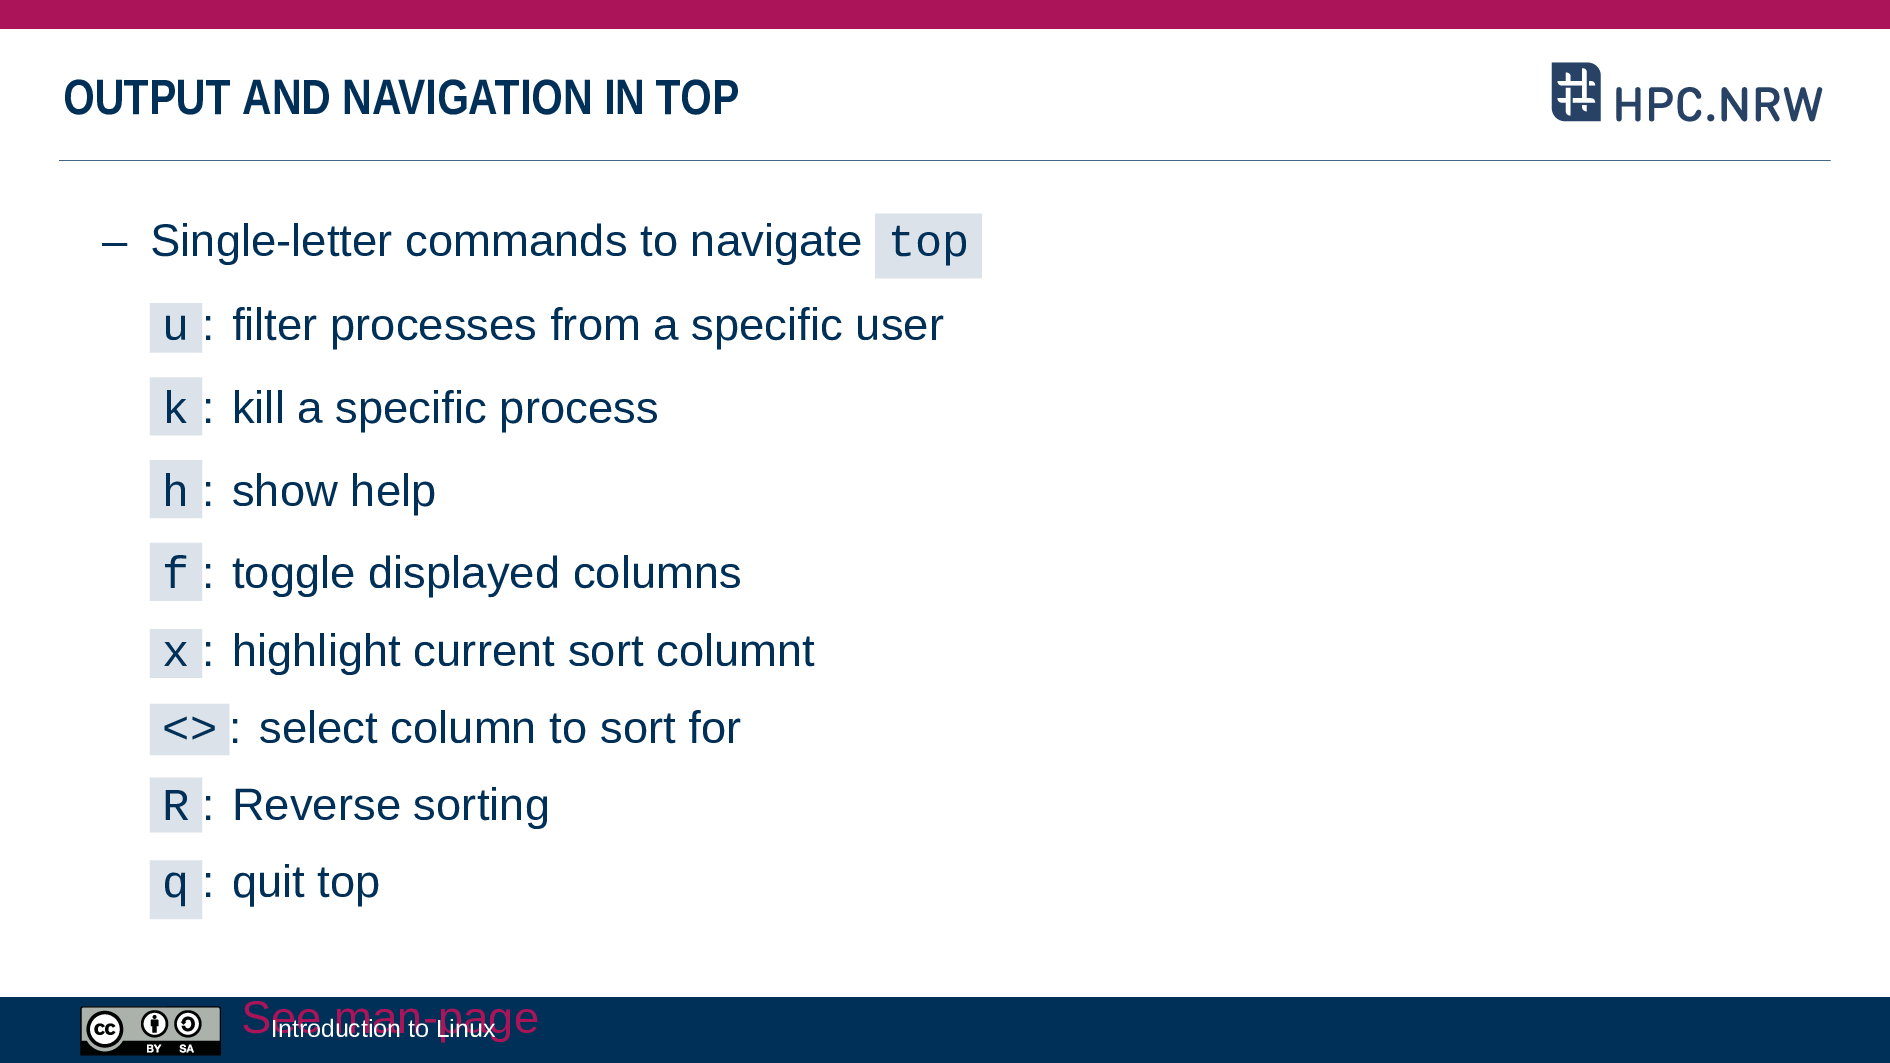 OUTPUT AND NAVIGATION IN TOP
HPC.NRW
– Single-letter commands to navigate top
u: filter processes from a specific user
k: kill a specific process
h: show help
f: toggle displayed columns
x: highlight current sort columnt
<>: select column to sort for
R: Reverse sorting
q: quit top
See man-page
Introduction to Linux
cc
BY SA